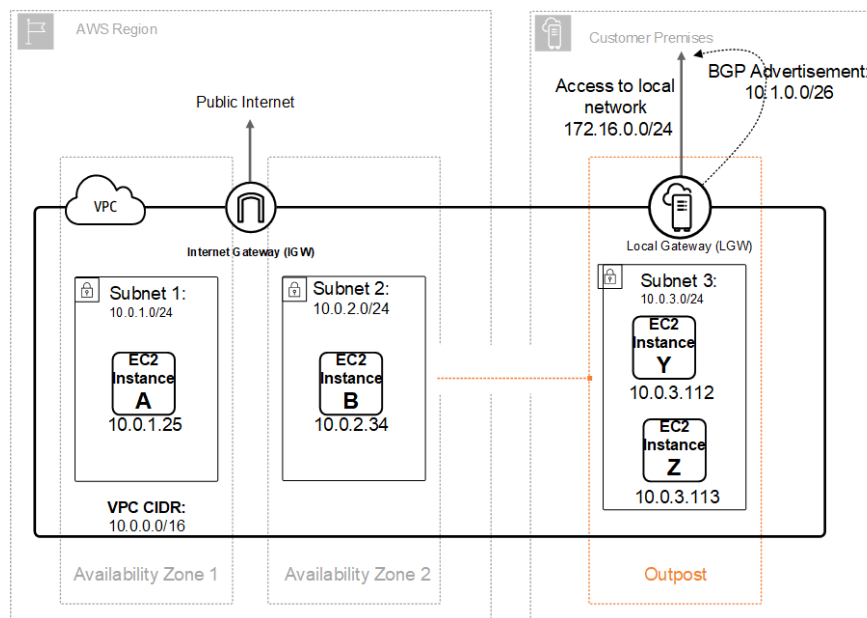 AWS Region
Customer Premises
Public Internet
Access to local
network
172.16.0.0/24
BGP Advertisement:
10.1.0.0/26
VPC
Internet Gateway (IGW)
Local Gateway (LGW)
Subnet 1:
10.0.1.0/24
EC2
Instance
A
10.0.1.25
Subnet 2:
10.0.2.0/24
EC2
Instance
B
10.0.2.34
Subnet 3:
10.0.3.0/24
EC2
Instance
Y
10.0.3.112
EC2
Instance
Z
10.0.3.113
VPC CIDR:
10.0.0.0/16
Availability Zone 1
Availability Zone 2
Outpost